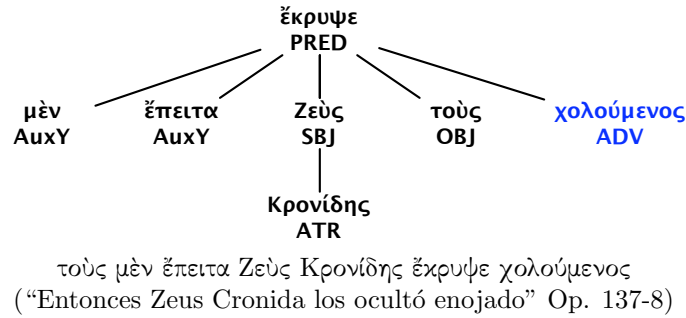 ἔκρυψε
PRED
μὲν ἔπειτα Ζεὺς τοὺς χολούμενος
AuxY AuxY SBJ OBJ ADV
Κρονίδης
ATR
τοὺς μὲν ἔπειτα Ζεὺς Κρονίδης ἔκρυψε χολούμενος
(“Entonces Zeus Cronida los ocultó enojado” Op. 137-8)